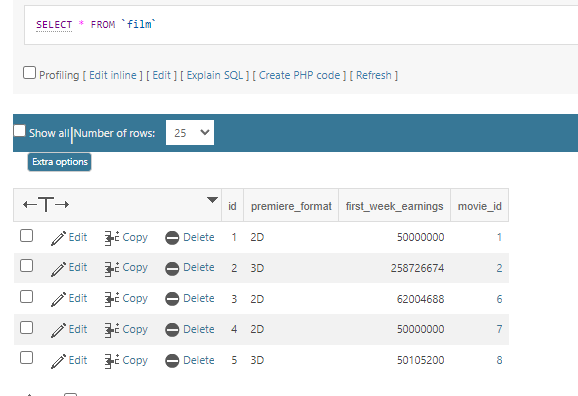 SELECT * FROM `film`
Profiling [ Edit inline ] [ Edit ] [ Explain SQL ] [ Create PHP code ] [ Refresh ]
Show all Number of rows: 25
Extra options
id premiere_format first_week_earnings movie_id
Edit Copy Delete 1 2D 50000000 1
Edit Copy Delete 2 3D 258726674 2
Edit Copy Delete 3 2D 62004688 6
Edit Copy Delete 4 2D 50000000 7
Edit Copy Delete 5 3D 50105200 8